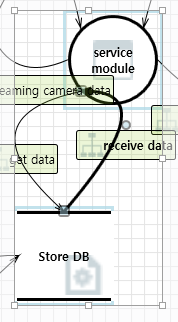 service
module
eaming camera data
receive data
get data
Store DB